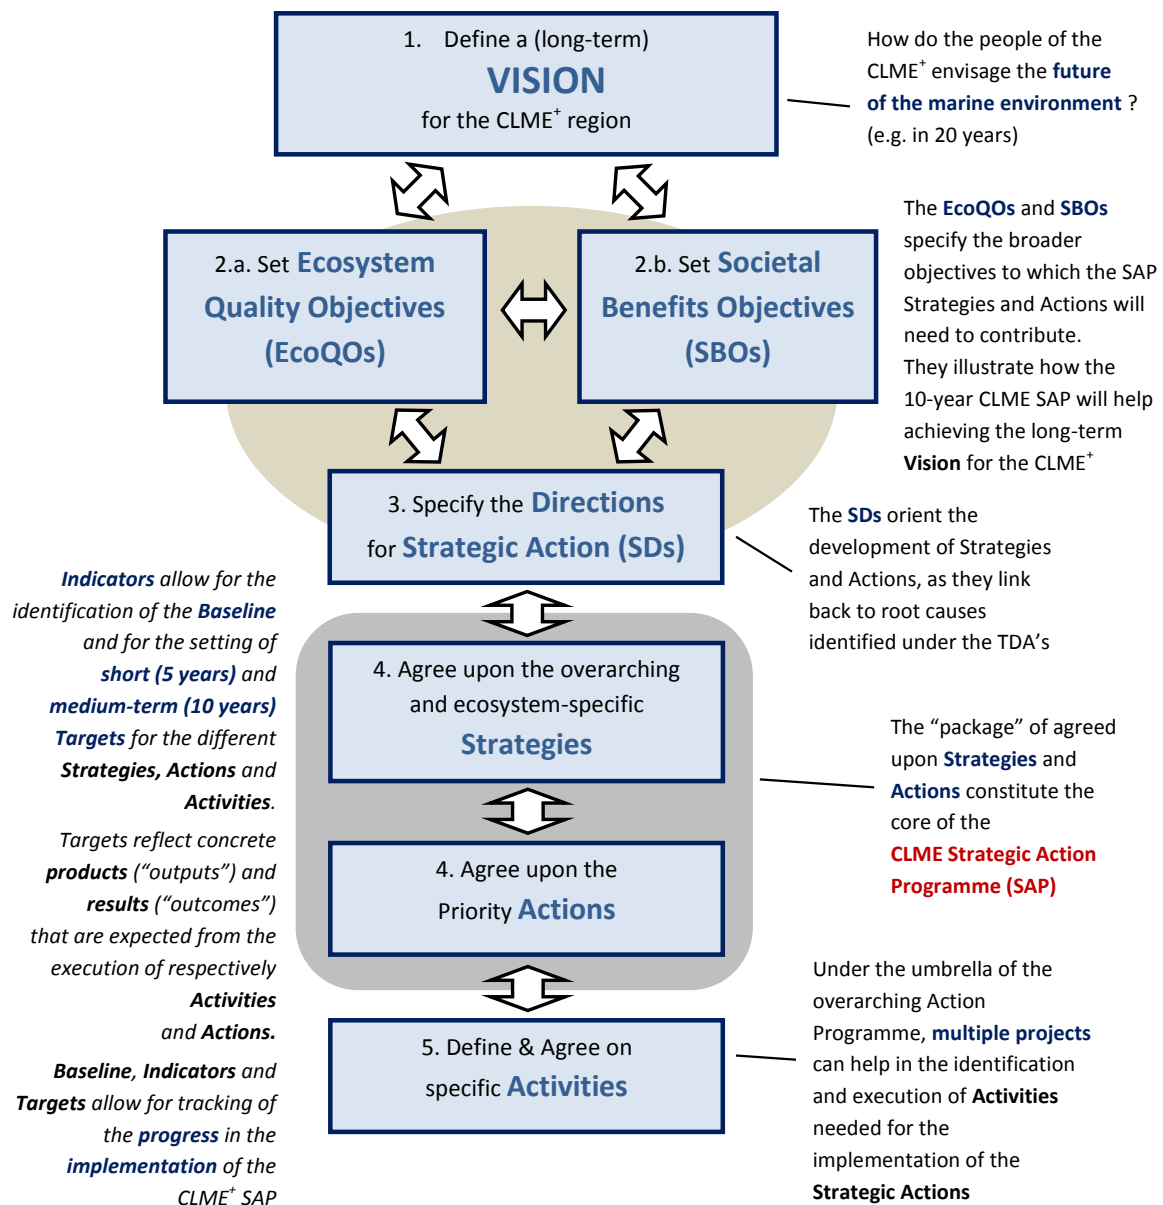 1. Define a (long-term)
VISION
for the CLME+ region
How do the people of the
CLME+ envisage the future
of the marine environment ?
(e.g. in 20 years)
2.a. Set Ecosystem
Quality Objectives
(EcoQOs)
2.b. Set Societal
Benefits Objectives
(SBOs)
The EcoQOs and SBOs
specify the broader
objectives to which the SAP
Strategies and Actions will
need to contribute.
They illustrate how the
10-year CLME SAP will help
achieving the long-term
Vision for the CLME+
3. Specify the Directions
for Strategic Action (SDs)
The SDs orient the
development of Strategies
and Actions, as they link
back to root causes
identified under the TDA's
Indicators allow for the
identification of the Baseline
and for the setting of
short (5 years) and
medium-term (10 years)
Targets for the different
Strategies, Actions and
Activities.
Targets reflect concrete
products (“outputs”) and
results (“outcomes”)
that are expected from the
execution of respectively
Activities
and Actions.
Baseline, Indicators and
Targets allow for tracking of
the progress in the
implementation of the
CLME+ SAP
4. Agree upon the overarching
and ecosystem-specific
Strategies
4. Agree upon the
Priority Actions
The “package” of agreed
upon Strategies and
Actions constitute the
core of the
CLME Strategic Action
Programme (SAP)
5. Define & Agree on
specific Activities
Under the umbrella of the
overarching Action
Programme, multiple projects
can help in the identification
and execution of Activities
needed for the
implementation of the
Strategic Actions